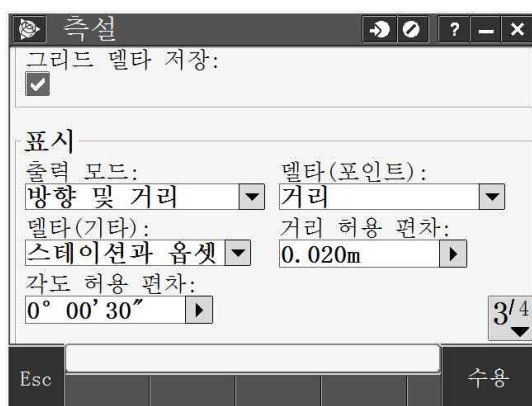 측설
? – ×
그리드 델타 저장:
표시
출력 모드: 델타(포인트):
방향 및 거리 거리
델타(기타): 거리 허용 편차:
스테이션과 옵셋 0.020m
각도 허용 편차:
0° 00'30″
3/4
Esc 수용